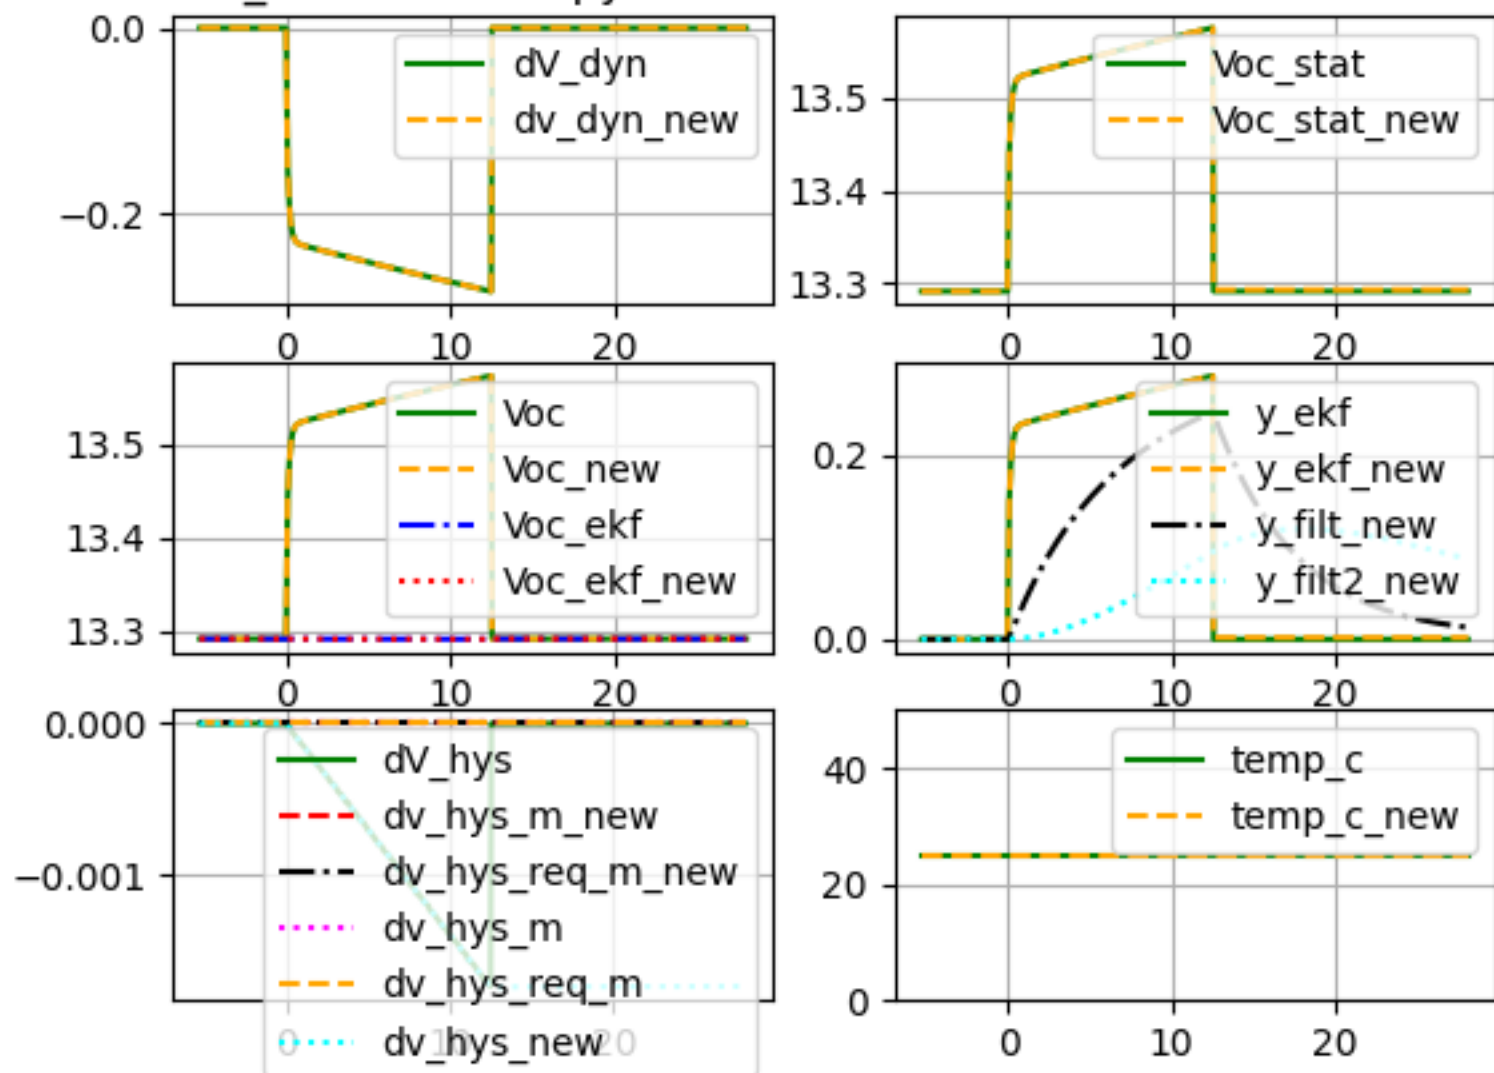 0.0
−0.2
dV_dyn
dv_dyn_new
0 10 20
13.5
13.4
13.3
Voc_stat
Voc_stat_new
0 10 20
13.5
13.4
13.3
Voc
Voc_new
Voc_ekf
Voc_ekf_new
0 10 20
0.2
0.0
y_ekf
y_ekf_new
y_filt_new
y_filt2_new
0 10 20
0.000
−0.001
dV_hys
dv_hys_m_new
dv_hys_req_m_new
dv_hys_m
dv_hys_req_m
dv_hys_new
0 10 20
40
20
0
temp_c
temp_c_new
0 10 20